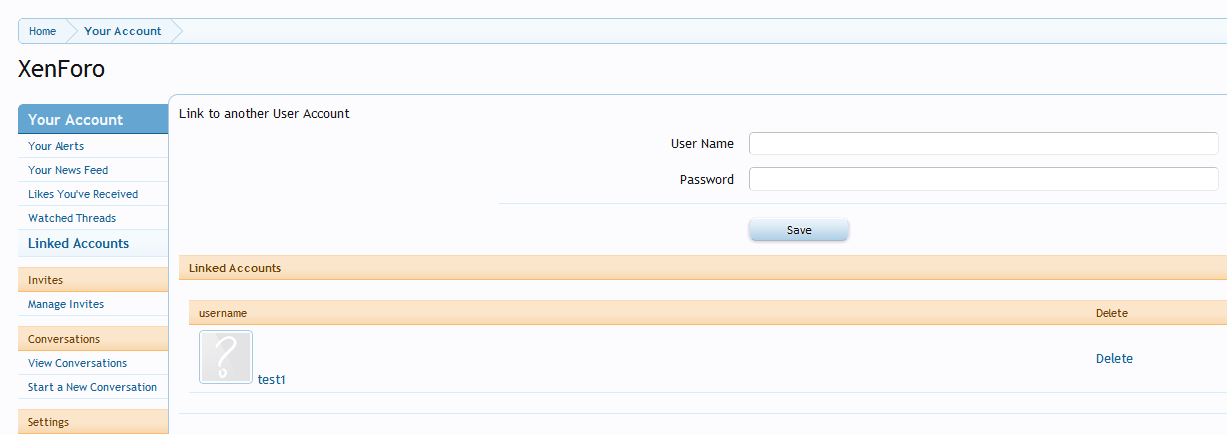 Home Your Account
XenForo
Your Account
Your Alerts
Your News Feed
Likes You've Received
Watched Threads
Linked Accounts
Invites
Manage Invites
Conversations
View Conversations
Start a New Conversation
Settings
Link to another User Account
User Name
Password
Save
Linked Accounts
username Delete
?
test1 Delete